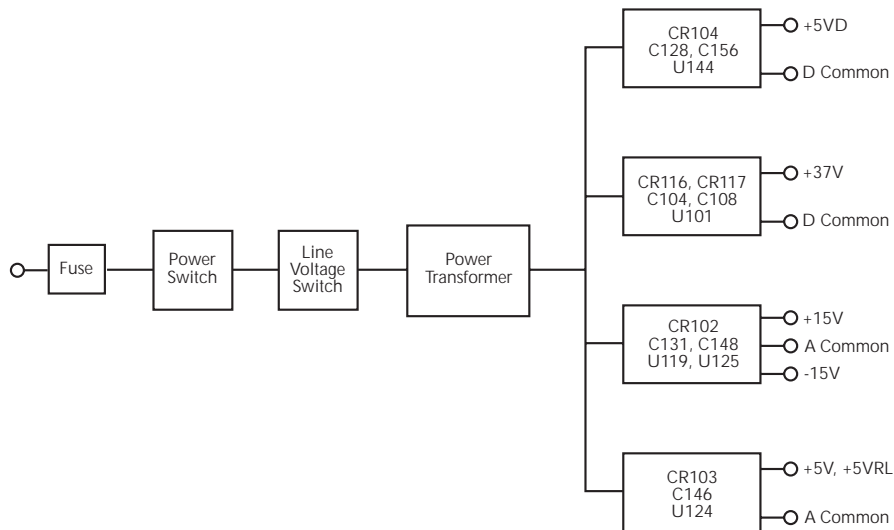 Fuse
Power
Switch
Line
Voltage
Switch
Power
Transformer
CR104
C128, C156
U144
+5VD
D Common
CR116, CR117
C104, C108
U101
+37V
D Common
CR102
C131, C148
U119, U125
+15V
A Common
-15V
CR103
C146
U124
+5V, +5VRL
A Common